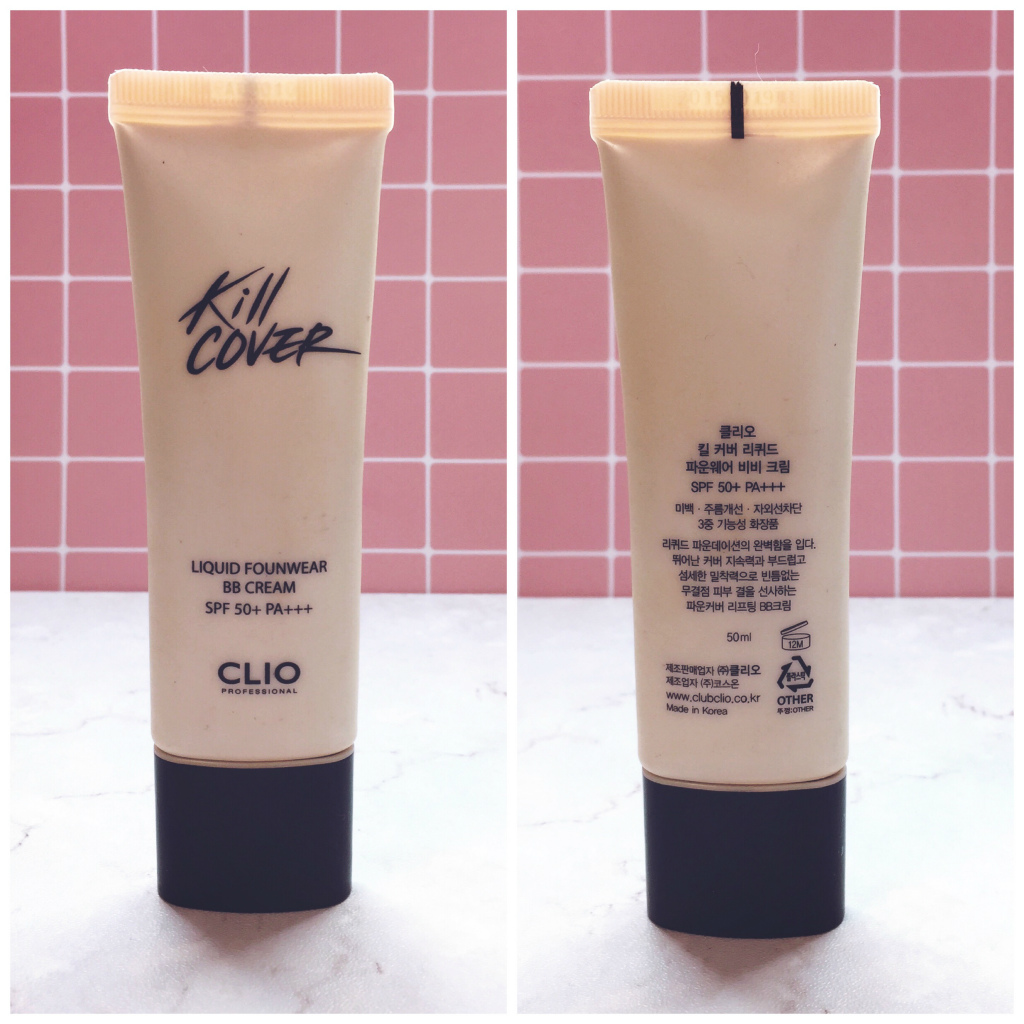 Kill
COVER
LIQUID FOUNWEAR
BB CREAM
SPF 50+ PA+++
CLIO
PROFESSIONAL
클리오
킬 커버 리퀴드
파운웨어 비비 크림
SPF 50+ PA+++
미백 · 주름개선 · 자외선차단
3중 기능성 화장품
리퀴드 파운데이션의 완벽함을 입다.
뛰어난 커버 지속력과 부드럽고
섬세한 밀착력으로 빈틈없는
무결점 피부 결을 선사하는
파운커버 리프팅 BB크림
50ml
12M
제조판매업자 (주)클리오
제조업자 (주)코스온
www.clubclio.co.kr
Made in Korea
플라스틱
OTHER
뚜껑:OTHER